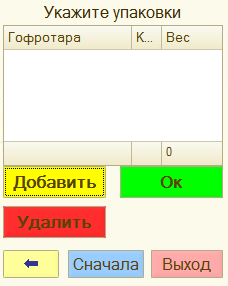 Укажите упаковки
Гофротара К... Вес
0
Добавить Ок
Удалить
Сначала Выход